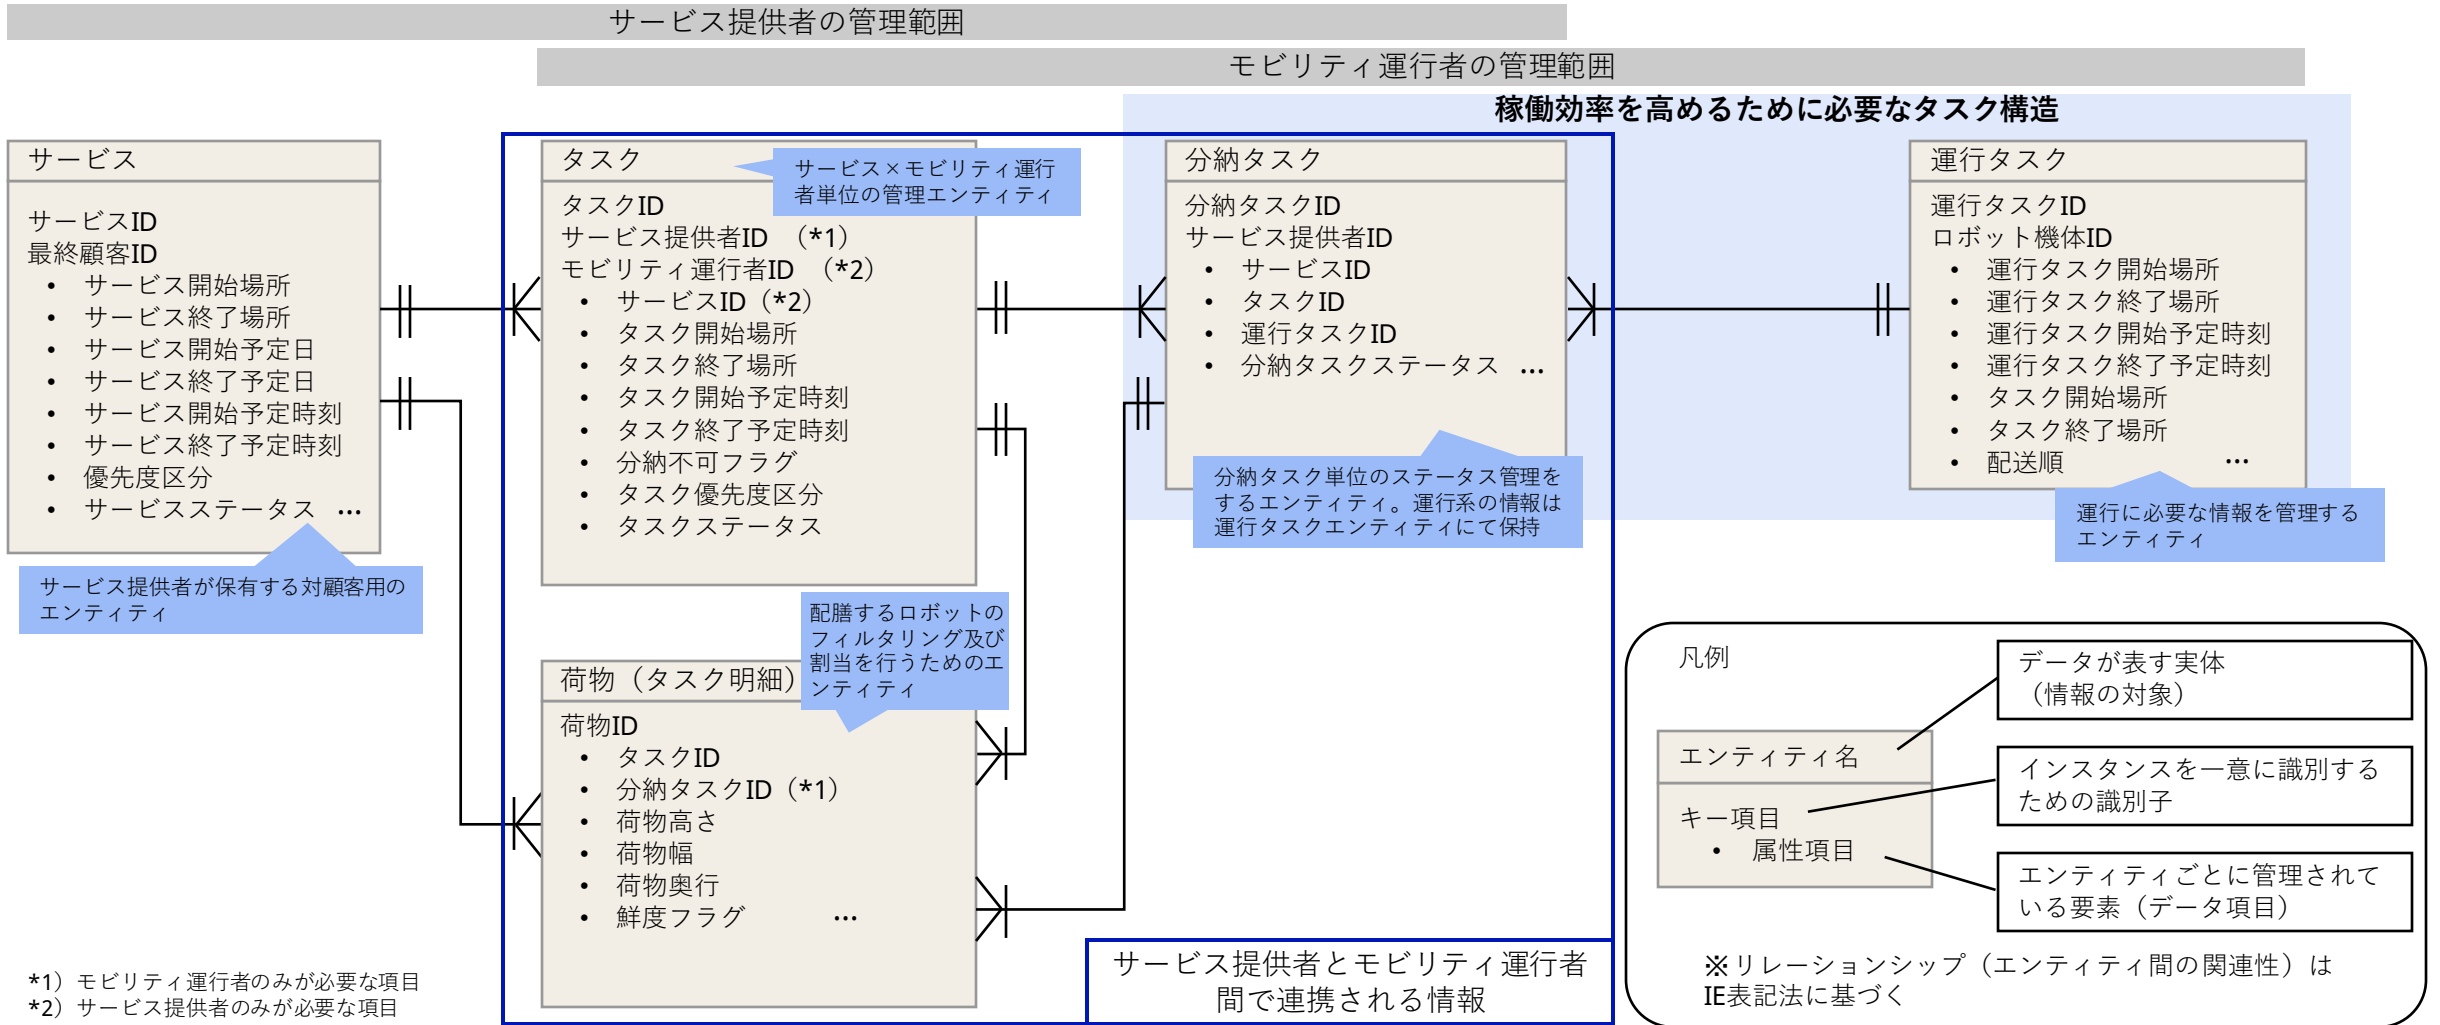 サービス提供者の管理範囲
モビリティ運行者の管理範囲
稼働効率を高めるために必要なタスク構造
サービス
サービスID
最終顧客ID
• サービス開始場所
• サービス終了場所
• サービス開始予定日
• サービス終了予定日
• サービス開始予定時刻
• サービス終了予定時刻
• 優先度区分
• サービスステータス …
サービス提供者が保有する対顧客用の
エンティティ
タスク
サービス×モビリティ運行
者単位の管理エンティティ
タスクID
サービス提供者ID （*1）
モビリティ運行者ID （*2）
• サービスID（*2）
• タスク開始場所
• タスク終了場所
• タスク開始予定時刻
• タスク終了予定時刻
• 分納不可フラグ
• タスク優先度区分
• タスクステータス
配膳するロボットの
フィルタリング及び
割当を行うためのエ
ンティティ
荷物（タスク明細）
荷物ID
• タスクID
• 分納タスクID（*1）
• 荷物高さ
• 荷物幅
• 荷物奥行
• 鮮度フラグ …
分納タスク
分納タスクID
サービス提供者ID
• サービスID
• タスクID
• 運行タスクID
• 分納タスクステータス …
分納タスク単位のステータス管理を
するエンティティ。運行系の情報は
運行タスクエンティティにて保持
運行タスク
運行タスクID
ロボット機体ID
• 運行タスク開始場所
• 運行タスク終了場所
• 運行タスク開始予定時刻
• 運行タスク終了予定時刻
• タスク開始場所
• タスク終了場所
• 配送順 …
運行に必要な情報を管理する
エンティティ
サービス提供者とモビリティ運行者
間で連携される情報
*1）モビリティ運行者のみが必要な項目
*2）サービス提供者のみが必要な項目
凡例
エンティティ名
キー項目
• 属性項目
データが表す実体
（情報の対象）
インスタンスを一意に識別する
ための識別子
エンティティごとに管理されて
いる要素（データ項目）
※リレーションシップ（エンティティ間の関連性）は
IE表記法に基づく